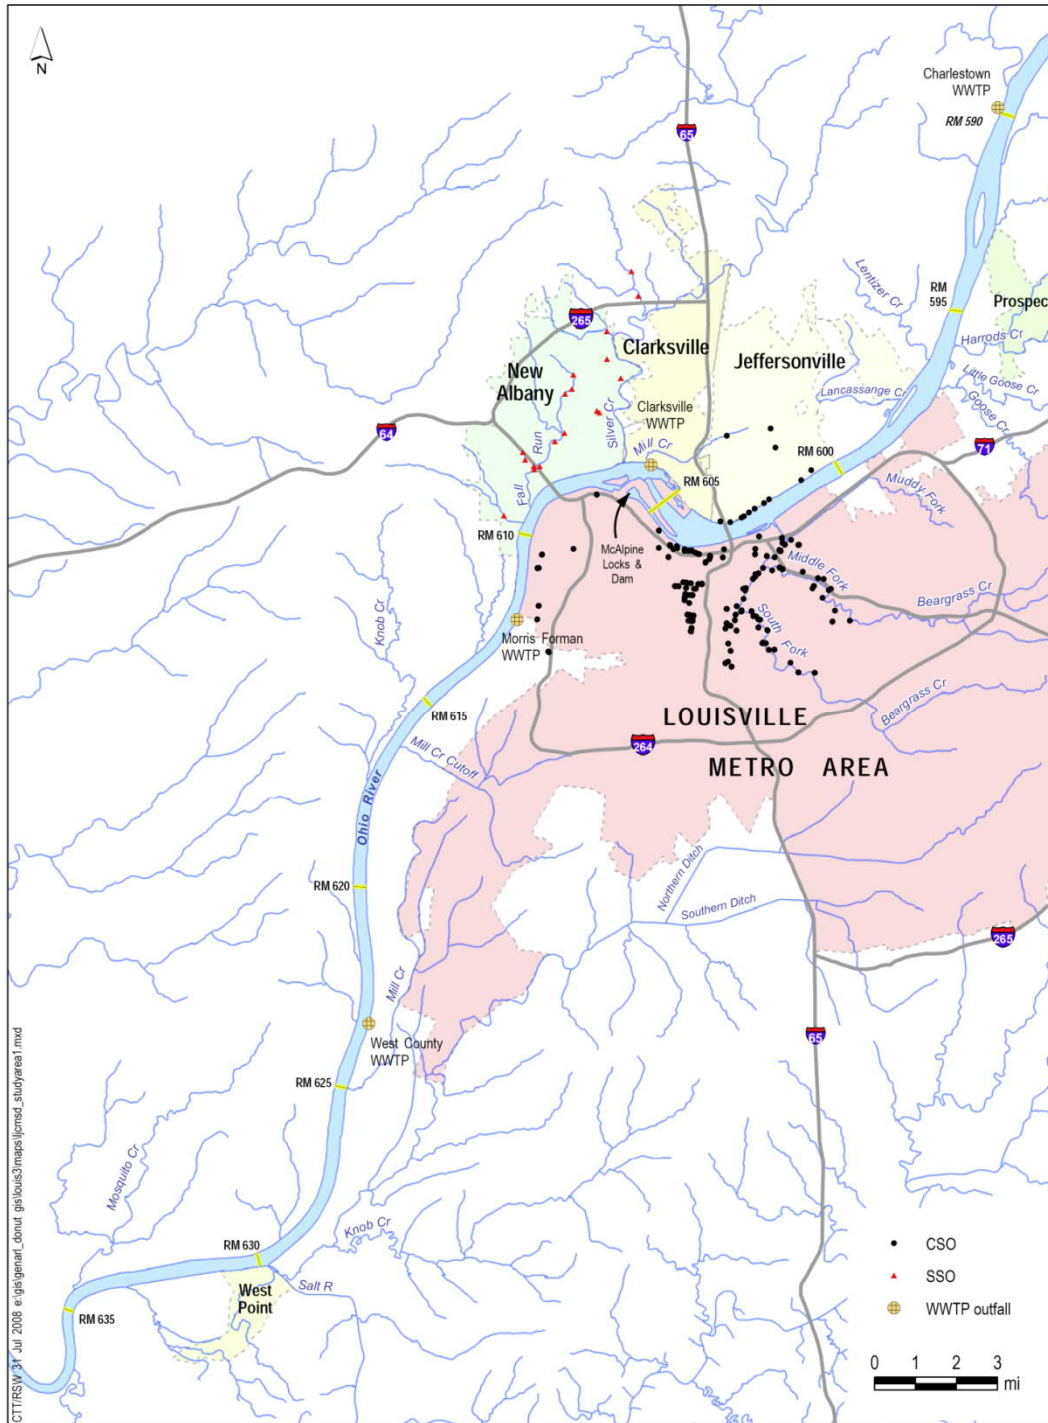 N
Charlestown
WWTP
RM 590
65
Lentizer Cr
RM
595
Prospec
Harrods Cr
265
Clarksville
Jeffersonville
Little Goose Cr
New
Albany
Lancassange Cr
Goose Cr
Clarksville
WWTP
64
Fall Run
Silver Cr
Mill Cr
RM 600
71
RM 605
Muddy Fork
RM 610
McAlpine
Locks &
Dam
Middle Fork
Beargrass Cr
Knob Cr
South Fork
Morris Forman
WWTP
Beargrass Cr
RM 615
LOUISVILLE
264
METRO AREA
Mill Cr Cutoff
Ohio River
Northern Ditch
RM 620
Southern Ditch
265
Mill Cr
West County
WWTP
65
RM 625
Mosquito Cr
Knob Cr
RM 630
Salt R
West
Point
RM 635
CSO
SSO
WWTP outfall
0 1 2 3
mi
CTT/RSW 31 Jul 2008 e:\gis\genarl_donut gis\louis3\maps\ljcmsd_studyarea1.mxd